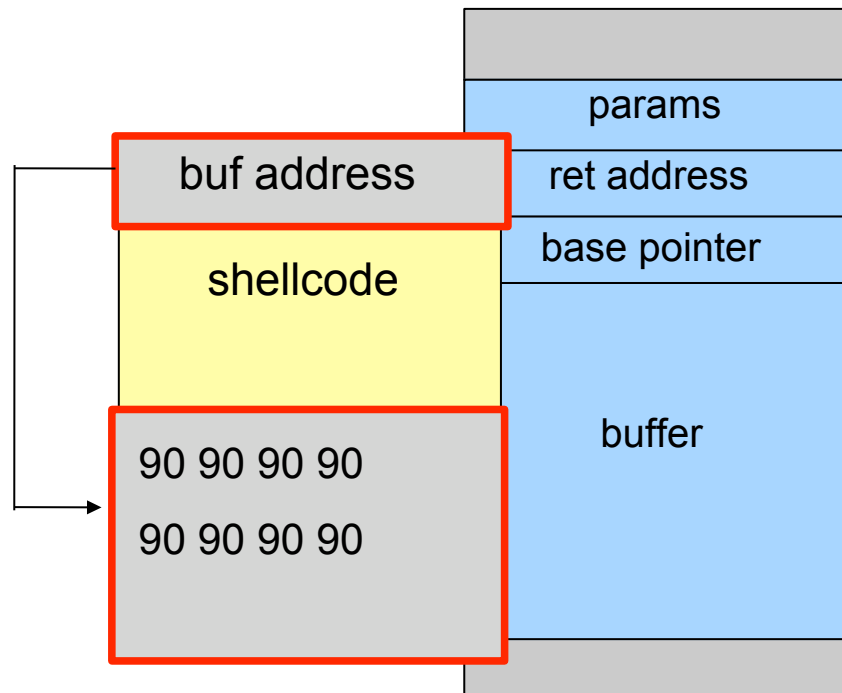 params
buf address
ret address
base pointer
shellcode
buffer
90 90 90 90
90 90 90 90